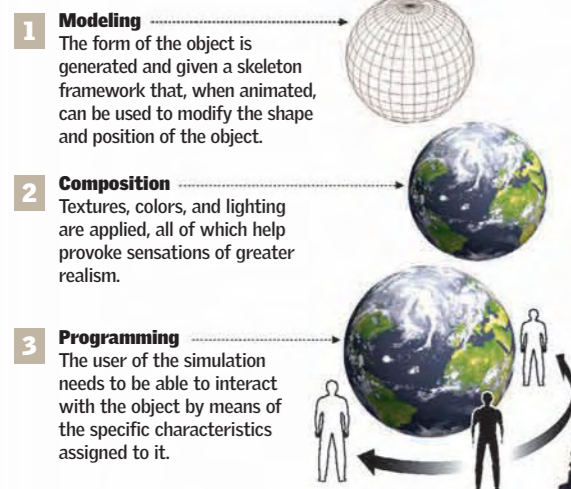 1
Modeling
The form of the object is
generated and given a skeleton
framework that, when animated,
can be used to modify the shape
and position of the object.
2
Composition
Textures, colors, and lighting
are applied, all of which help
provoke sensations of greater
realism.
3
Programming
The user of the simulation
needs to be able to interact
with the object by means of
the specific characteristics
assigned to it.